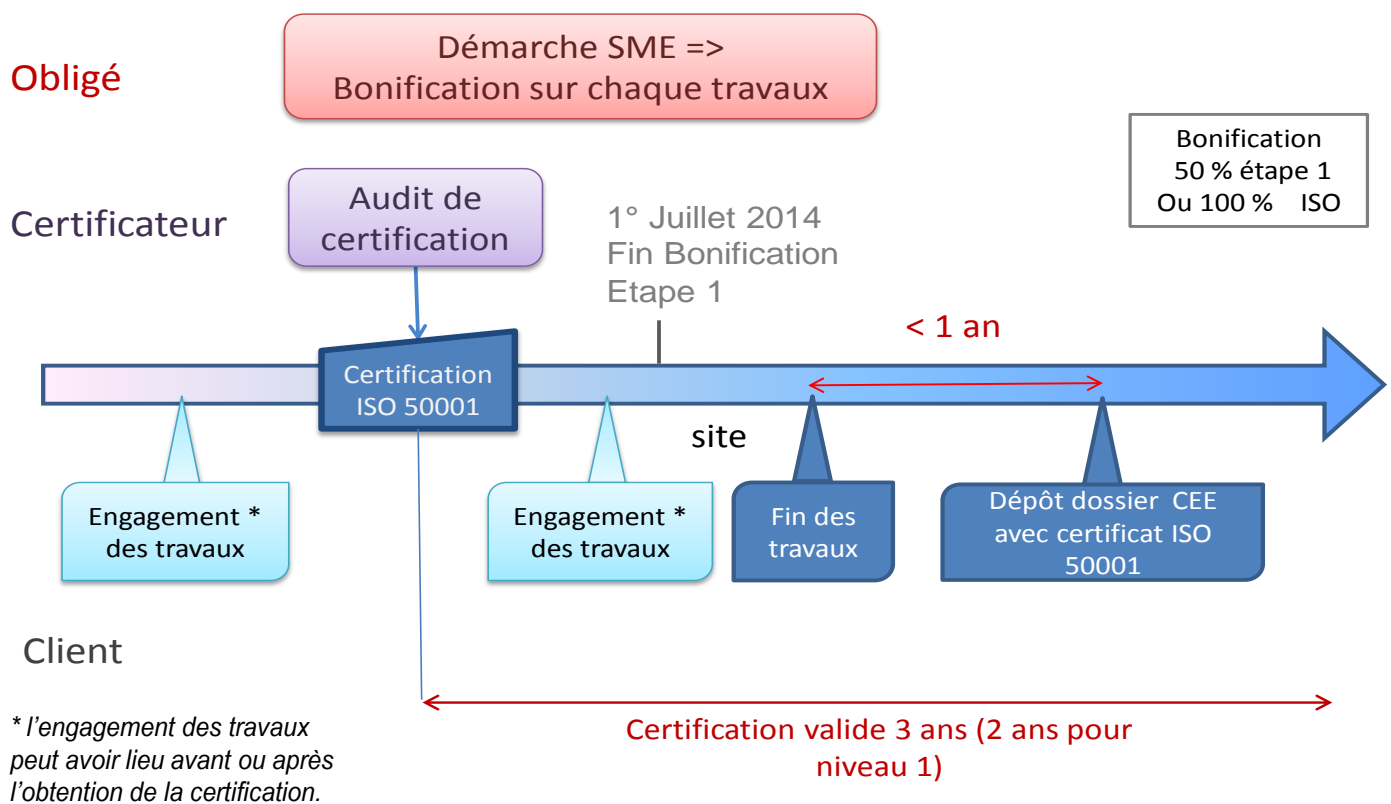 Démarche SME =>
Bonification sur chaque travaux
Obligé
Bonification
50 % étape 1
Ou 100 % ISO
Audit de
certification
Certificateur
1° Juillet 2014
Fin Bonification
Etape 1
< 1 an
Certification
ISO 50001
site
Engagement *
des travaux
Engagement *
des travaux
Fin des
travaux
Dépôt dossier CEE
avec certificat ISO
50001
Client
* l’engagement des travaux
peut avoir lieu avant ou après
l’obtention de la certification.
Certification valide 3 ans (2 ans pour
niveau 1)